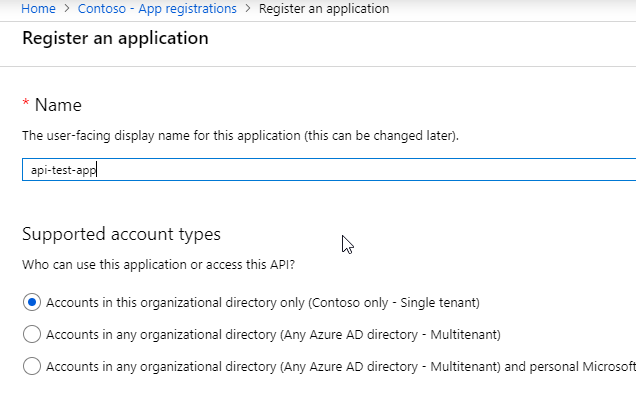 Home > Contoso - App registrations > Register an application
Register an application
* Name
The user-facing display name for this application (this can be changed later).
api-test-app
Supported account types
Who can use this application or access this API?
Accounts in this organizational directory only (Contoso only - Single tenant)
Accounts in any organizational directory (Any Azure AD directory - Multitenant)
Accounts in any organizational directory (Any Azure AD directory - Multitenant) and personal Microsoft